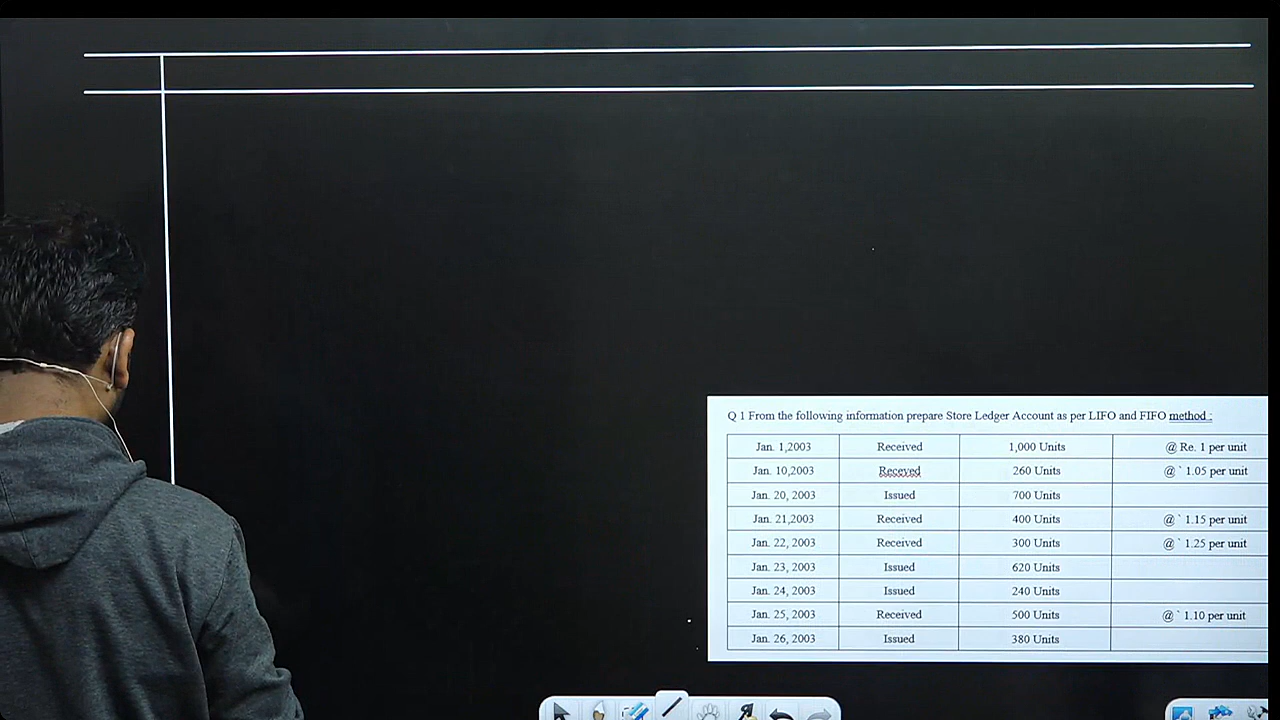 Q 1 From the following information prepare Store Ledger Account as per LIFO and FIFO method :
Jan. 1,2003 Received 1,000 Units @ Re. 1 per unit
Jan. 10,2003 Receved 260 Units @ ` 1.05 per unit
Jan. 20, 2003 Issued 700 Units
Jan. 21,2003 Received 400 Units @ ` 1.15 per unit
Jan. 22, 2003 Received 300 Units @ ` 1.25 per unit
Jan. 23, 2003 Issued 620 Units
Jan. 24, 2003 Issued 240 Units
Jan. 25, 2003 Received 500 Units @ ` 1.10 per unit
Jan. 26, 2003 Issued 380 Units